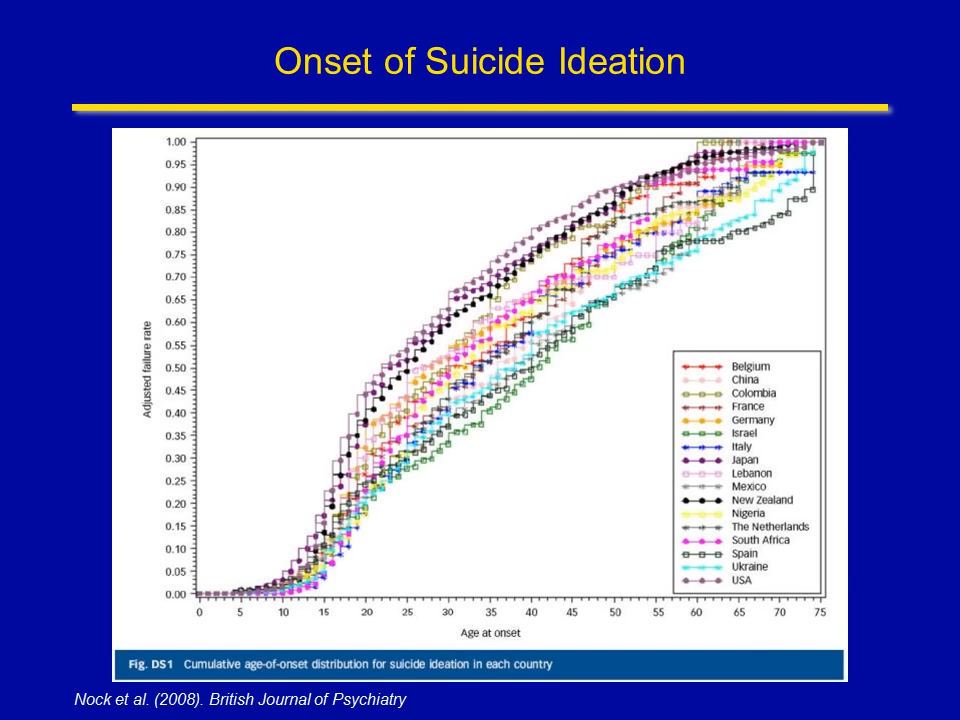 Onset of Suicide Ideation
1.00
0.95
0.90
0.85
0.80
0.75
0.70
0.65
0.60
0.55
0.50
0.45
0.40
0.35
0.30
0.25
0.20
0.15
0.10
0.05
0.00
Adjusted failure rate
0 5 10 15 20 25 30 35 40 45 50 55 60 65 70 75
Age at onset
Belgium
China
Colombia
France
Germany
Israel
Italy
Japan
Lebanon
Mexico
New Zealand
Nigeria
The Netherlands
South Africa
Spain
Ukraine
USA
Fig. DS1 Cumulative age-of-onset distribution for suicide ideation in each country
Nock et al. (2008). British Journal of Psychiatry